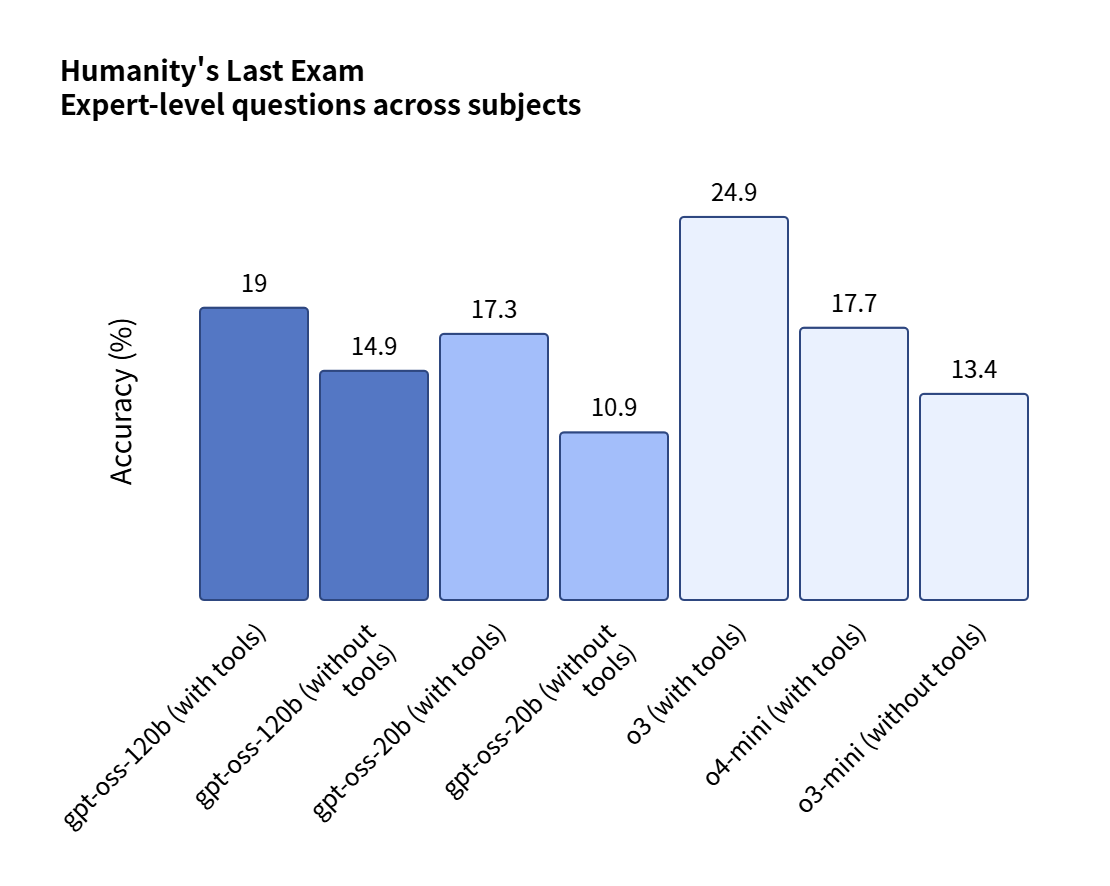 Humanity's Last Exam
Expert-level questions across subjects
24.9
19
17.3
17.7
14.9
13.4
10.9
Accuracy (%)
gpt-oss-120b (with tools)
gpt-oss-120b (without
tools)
gpt-oss-20b (with tools)
gpt-oss-20b (without
tools)
o3 (with tools)
o4-mini (with tools)
o3-mini (without tools)